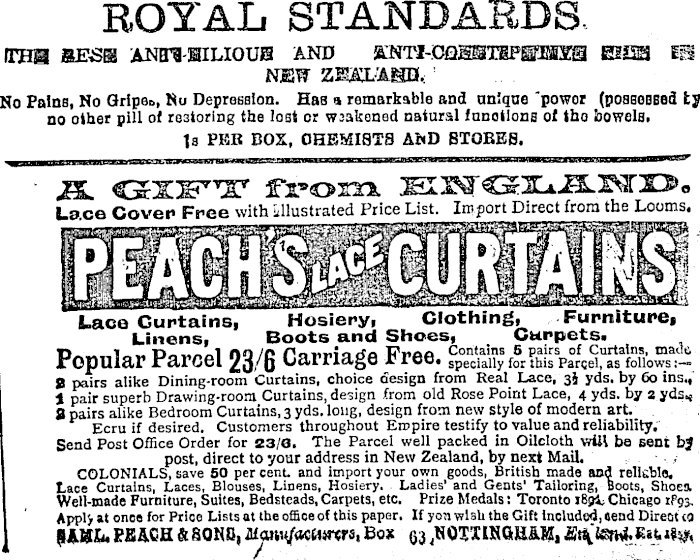 ROYAL STANDARDS.
THE BEST ANTI-BILIOUS AND ANTI-CONSTIPATIVE PILL IN
NEW ZEALAND.
No Pains, No Gripes, No Depression. Has a remarkable and unique power (possessed by
no other pill of restoring the lost or weakened natural functions of the bowels.
1s PER BOX, CHEMISTS AND STORES.
A GIFT from ENGLAND.
Lace Cover Free with illustrated Price List. Import Direct from the Looms.
PEACH'S LACE CURTAINS
Lace Curtains, Hosiery, Clothing, Furniture,
Linens, Boots and Shoes, Carpets.
Popular Parcel 23/6 Carriage Free. Contains 5 pairs of Curtains, made
specially for this Parcel, as follows:—
2 pairs alike Dining-room Curtains, choice design from Real Lace, 3½ yds. by 60 ins.,
1 pair superb Drawing-room Curtains, design from old Rose Point Lace, 4 yds. by 2 yds.,
2 pairs alike Bedroom Curtains, 3 yds. long, design from new style of modern art.
Ecru if desired. Customers throughout Empire testify to value and reliability.
Send Post Office Order for 23/6. The Parcel well packed in Oilcloth will be sent by
post, direct to your address in New Zealand, by next Mail.
COLONIALS, save 50 per cent. and import your own goods, British made and reliable.
Lace Curtains, Laces, Blouses, Linens, Hosiery. Ladies' and Gents' Tailoring, Boots, Shoes.
Well-made Furniture, Suites, Bedsteads, Carpets, etc. Prize Medals: Toronto Chicago 1893.
Apply at once for Price Lists at the office of this paper. If you wish the Gift Included, send Direct to
SAML. PEACH & SONS, Manufacturers, Box 63, NOTTINGHAM, England. Est.